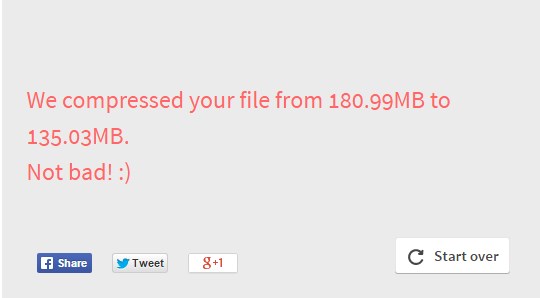 We compressed your file from 180.99MB to
135.03MB.
Not bad! :)
f Share
Tweet
g+1
Start over